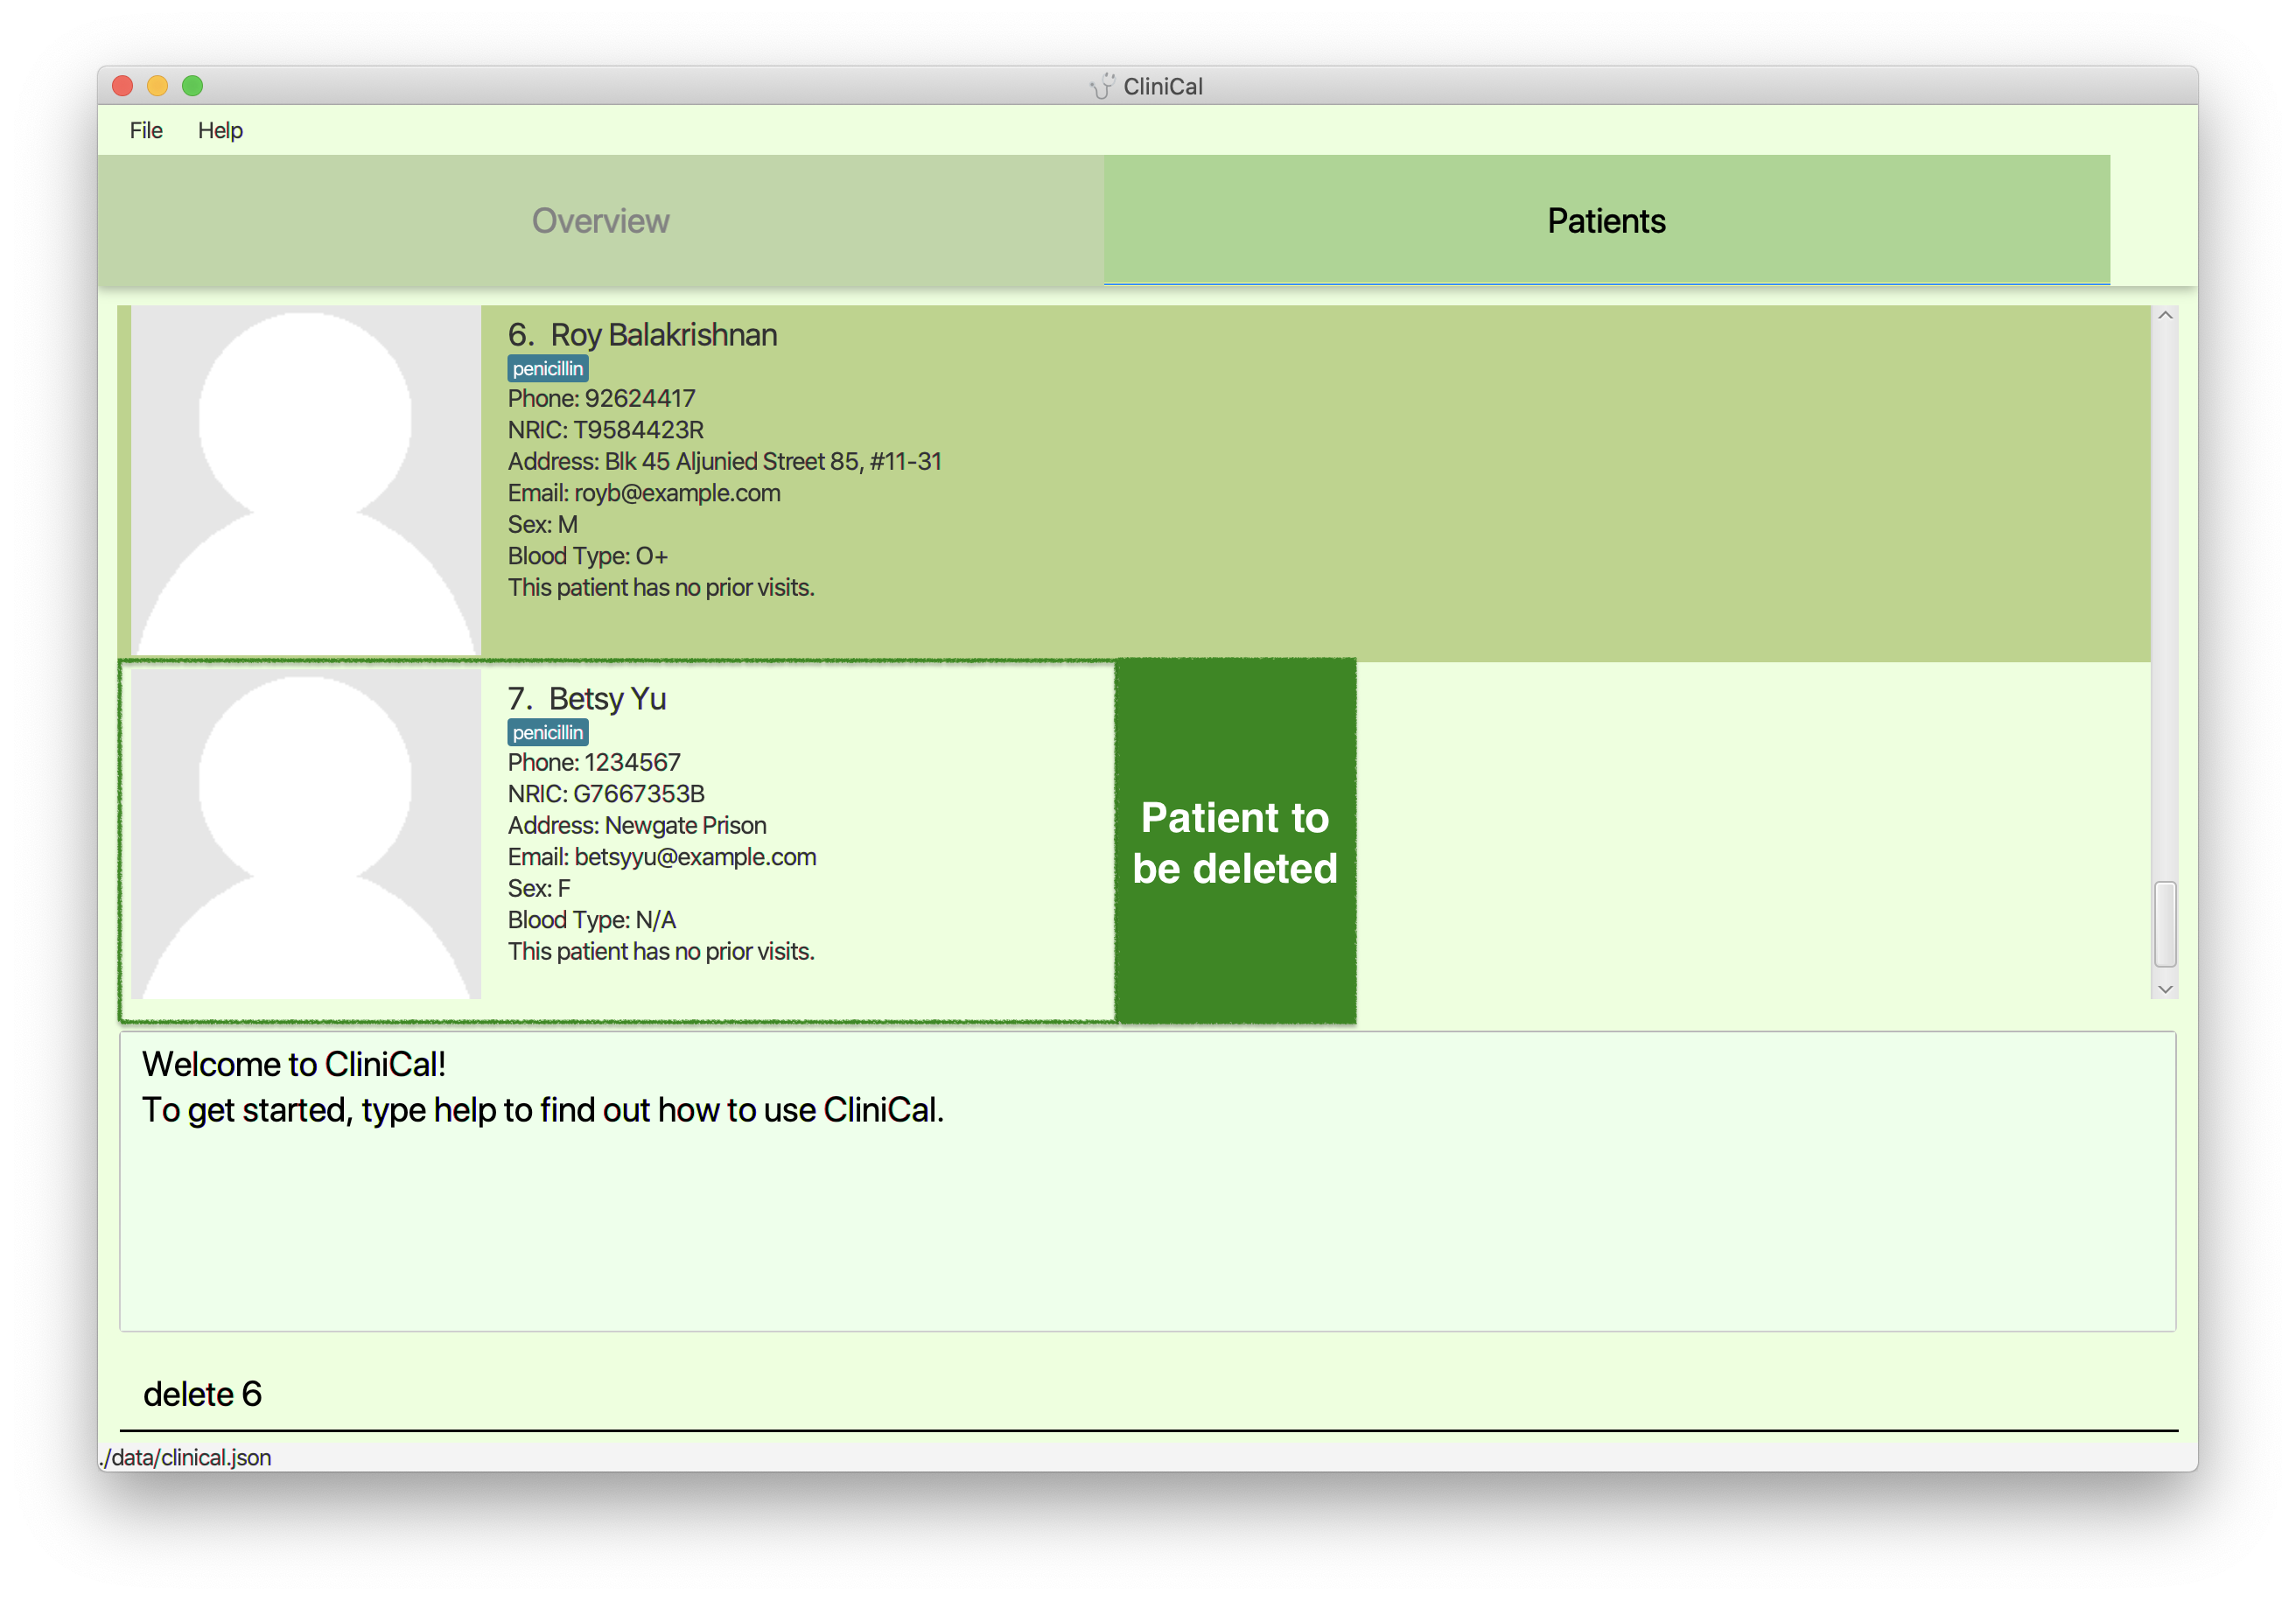 CliniCal
File Help
Overview Patients
6. Roy Balakrishnan
penicillin
Phone: 92624417
NRIC: T9584423R
Address: Blk 45 Aljunied Street 85, #11-31
Email: royb@example.com
Sex: M
Blood Type: O+
This patient has no prior visits.
7. Betsy Yu
penicillin
Phone: 1234567
NRIC: G7667353B
Address: Newgate Prison
Email: betsyyu@example.com
Sex: F
Blood Type: N/A
This patient has no prior visits.
Patient to
be deleted
Welcome to CliniCal!
To get started, type help to find out how to use CliniCal.
delete 6
./data/clinical.json